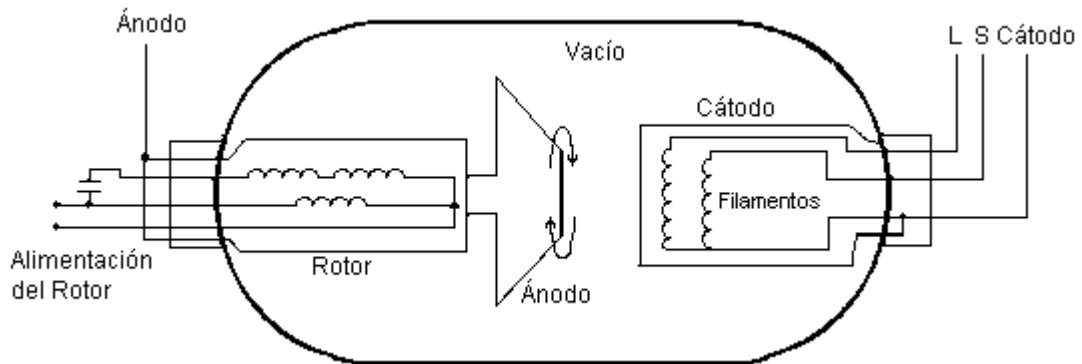 Ánodo
L S Cátodo
Vacío
Cátodo
Filamentos
Alimentación
del Rotor
Rotor
Ánodo